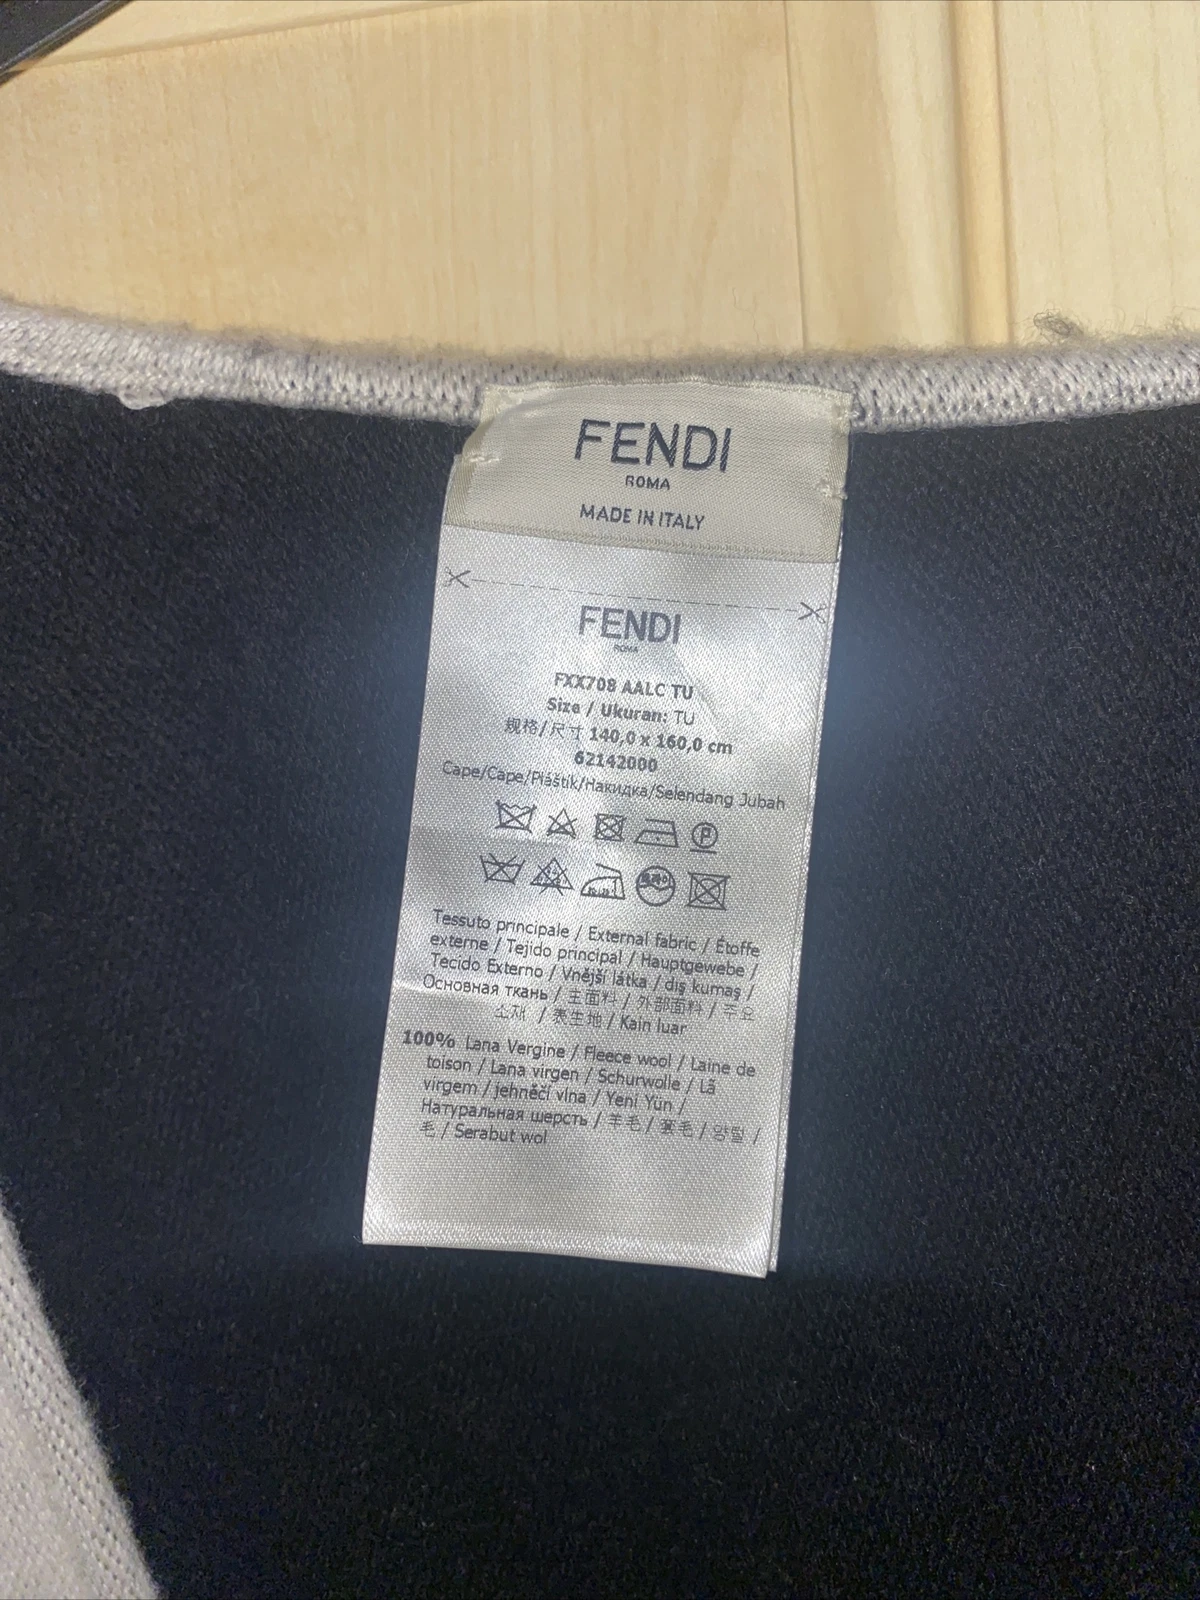 FENDI
ROMA
MADE IN ITALY
FENDI
ROMA
FXX708 AALC TU
Size / Ukuran: TU
规格/尺寸 140,0 x 160,0 cm
62142000
Cape/Cape/Pláštík/Накидка/Selendang Jubah
P
Tessuto principale / External fabric / Étoffe
externe / Tejido principal / Hauptgewebe /
Tecido Externo / Vnější látka / diş kumaş /
Основная ткань / 主面料 / 外部面料 / 주요
소재 / 表生地 / Kain luar
100% Lana Vergine / Fleece wool / Laine de
toison / Lana virgen / Schurwolle / Lã
virgem / jehněčí vlna / Yeni Yün /
Натуральная шерсть / 羊毛 / 양털 /
毛 / Serabut wol